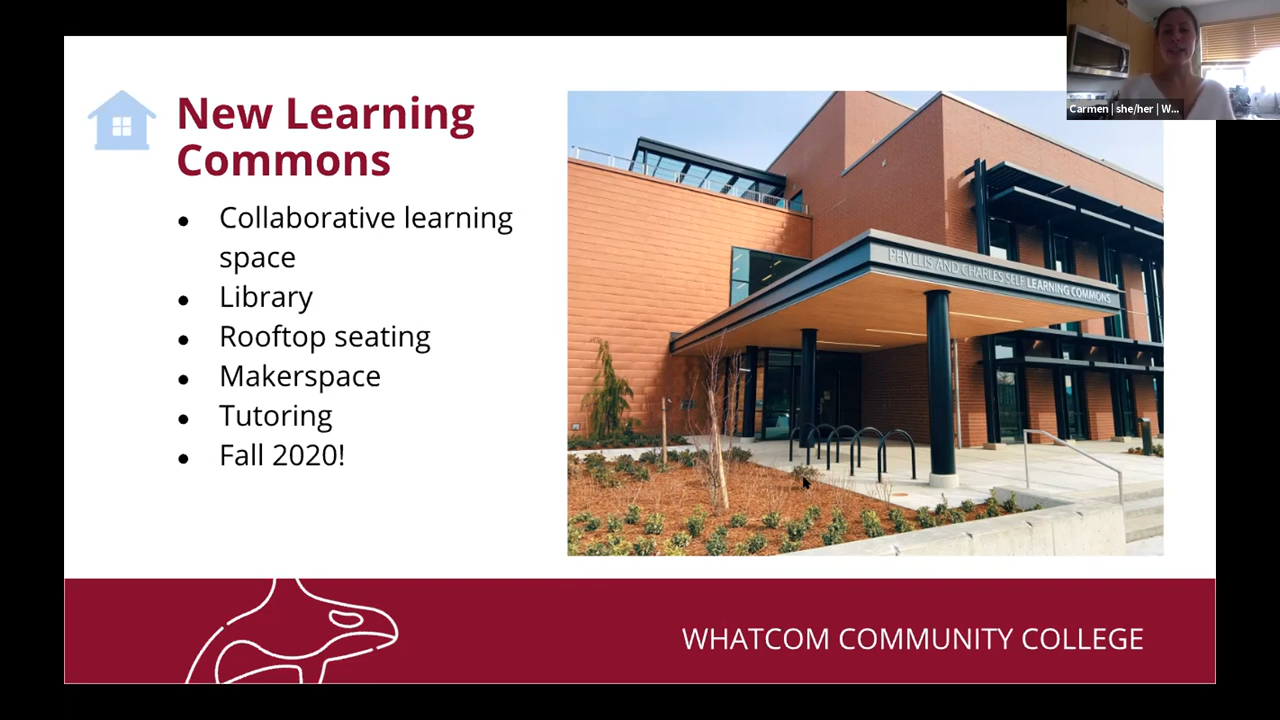 New Learning
Commons
● Collaborative learning
space
● Library
● Rooftop seating
● Makerspace
● Tutoring
● Fall 2020!
PHYLLIS AND CHARLES SELF LEARNING COMMONS
Carmen | she/her | W...
WHATCOM COMMUNITY COLLEGE